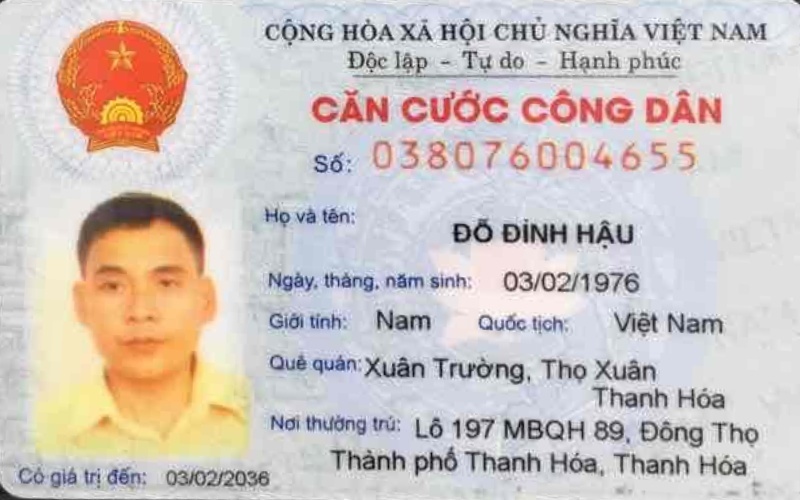 CỘNG HÒA XÃ HỘI CHỦ NGHĨA VIỆT NAM
Độc lập - Tự do - Hạnh phúc
CĂN CƯỚC CÔNG DÂN
Số: 038076004655
Họ và tên:
ĐỖ ĐÌNH HẬU
Ngày, tháng, năm sinh: 03/02/1976
Giới tính: Nam Quốc tịch: Việt Nam
Quê quán: Xuân Trường, Thọ Xuân
Thanh Hóa
Nơi thường trú: Lô 197 MBQH 89, Đông Thọ
Thành phố Thanh Hóa, Thanh Hóa
Có giá trị đến: 03/02/2036